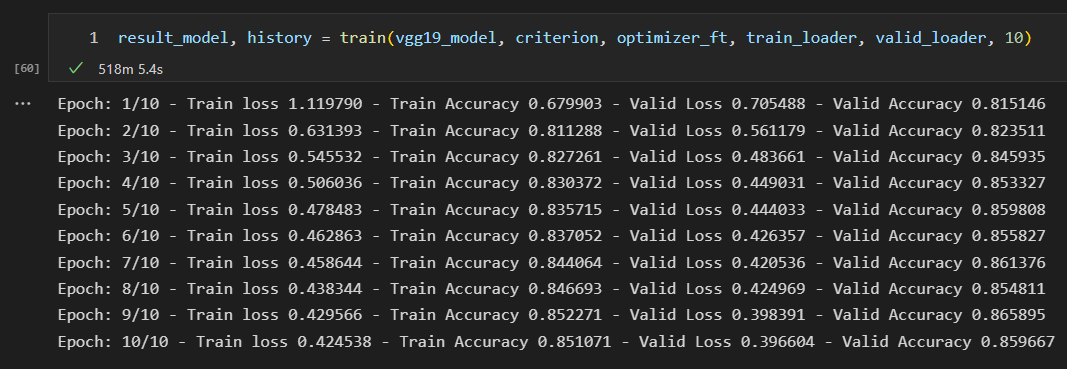 1 result_model, history = train(vgg19_model, criterion, optimizer_ft, train_loader, valid_loader, 10)
[60] ✓ 518m 5.4s
... Epoch: 1/10 - Train loss 1.119790 - Train Accuracy 0.679903 - Valid Loss 0.705488 - Valid Accuracy 0.815146
Epoch: 2/10 - Train loss 0.631393 - Train Accuracy 0.811288 - Valid Loss 0.561179 - Valid Accuracy 0.823511
Epoch: 3/10 - Train loss 0.545532 - Train Accuracy 0.827261 - Valid Loss 0.483661 - Valid Accuracy 0.845935
Epoch: 4/10 - Train loss 0.506036 - Train Accuracy 0.830372 - Valid Loss 0.449031 - Valid Accuracy 0.853327
Epoch: 5/10 - Train loss 0.478483 - Train Accuracy 0.835715 - Valid Loss 0.444033 - Valid Accuracy 0.859808
Epoch: 6/10 - Train loss 0.462863 - Train Accuracy 0.837052 - Valid Loss 0.426357 - Valid Accuracy 0.855827
Epoch: 7/10 - Train loss 0.458644 - Train Accuracy 0.844064 - Valid Loss 0.420536 - Valid Accuracy 0.861376
Epoch: 8/10 - Train loss 0.438344 - Train Accuracy 0.846693 - Valid Loss 0.424969 - Valid Accuracy 0.854811
Epoch: 9/10 - Train loss 0.429566 - Train Accuracy 0.852271 - Valid Loss 0.398391 - Valid Accuracy 0.865895
Epoch: 10/10 - Train loss 0.424538 - Train Accuracy 0.851071 - Valid Loss 0.396604 - Valid Accuracy 0.859667